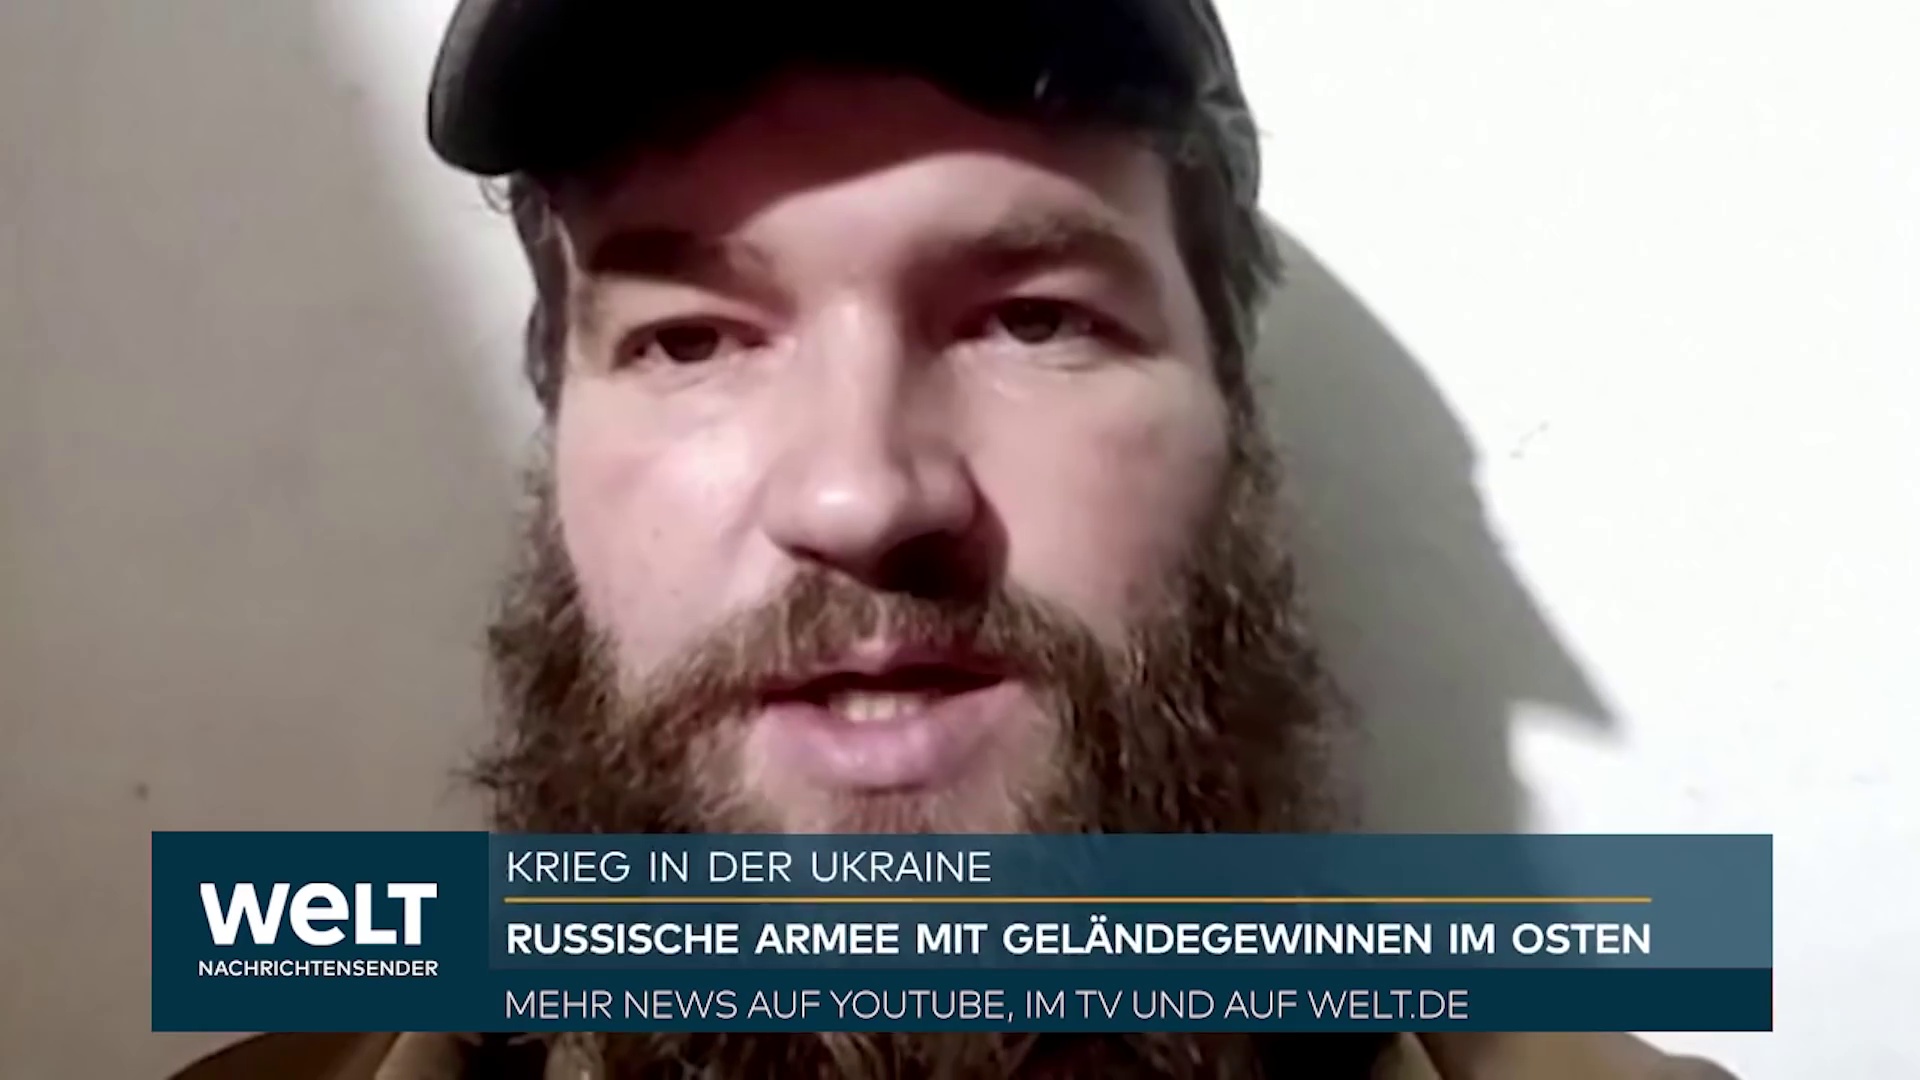 KRIEG IN DER UKRAINE
RUSSISCHE ARMEE MIT GELÄNDEGEWINNEN IM OSTEN
MEHR NEWS AUF YOUTUBE, IM TV UND AUF WELT.DE
WELT
NACHRICHTENSENDER